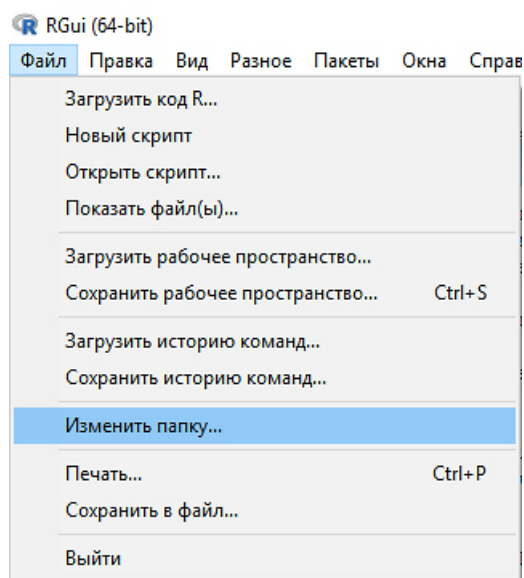 RGui (64-bit)
Файл Правка Вид Разное Пакеты Окна Справ
Загрузить код R...
Новый скрипт
Открыть скрипт...
Показать файл(ы)...
Загрузить рабочее пространство...
Сохранить рабочее пространство... Ctrl+S
Загрузить историю команд...
Сохранить историю команд...
Изменить папку...
Печать... Ctrl+P
Сохранить в файл...
Выйти